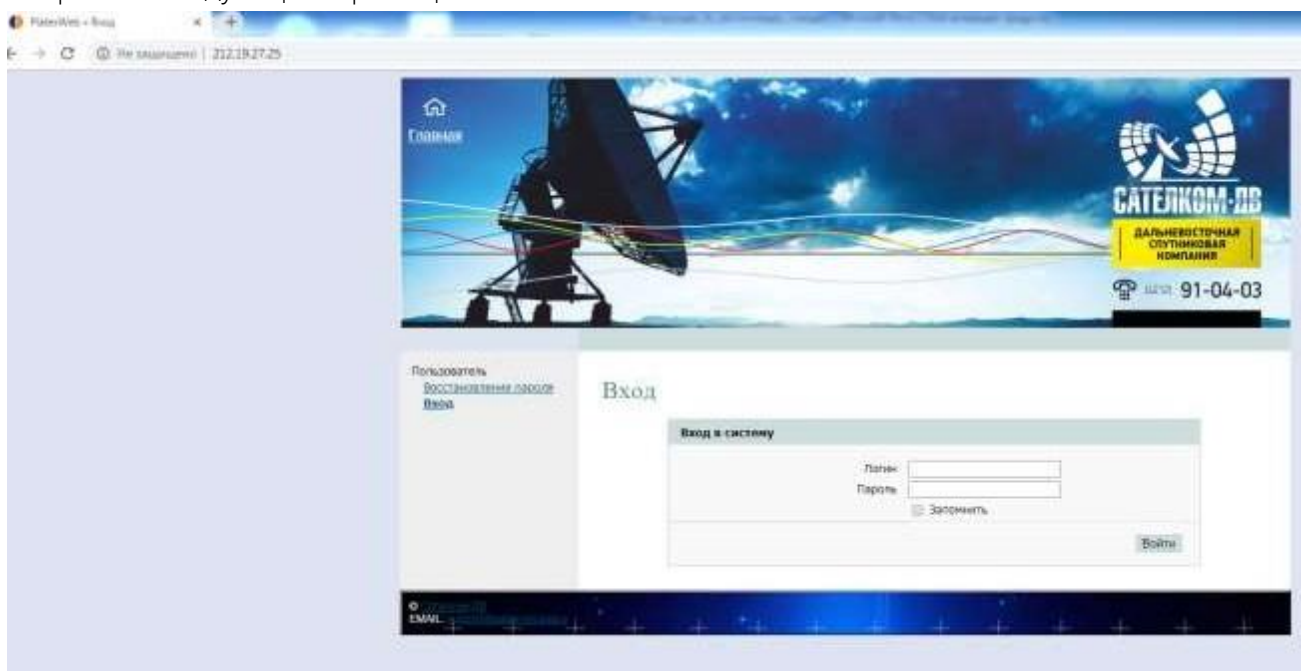 PlaterWeb - Вход
Не защищено | 212.19.27.25
Главная
САТЕЛКОМ-ДВ
ДАЛЬНЕВОСТОЧНАЯ
СПУТНИКОВАЯ
КОМПАНИЯ
91-04-03
Пользователь
Восстановление пароля
Вход
Вход
Вход в систему
Логин
Пароль
Запомнить
Войти
©
EMAIL: